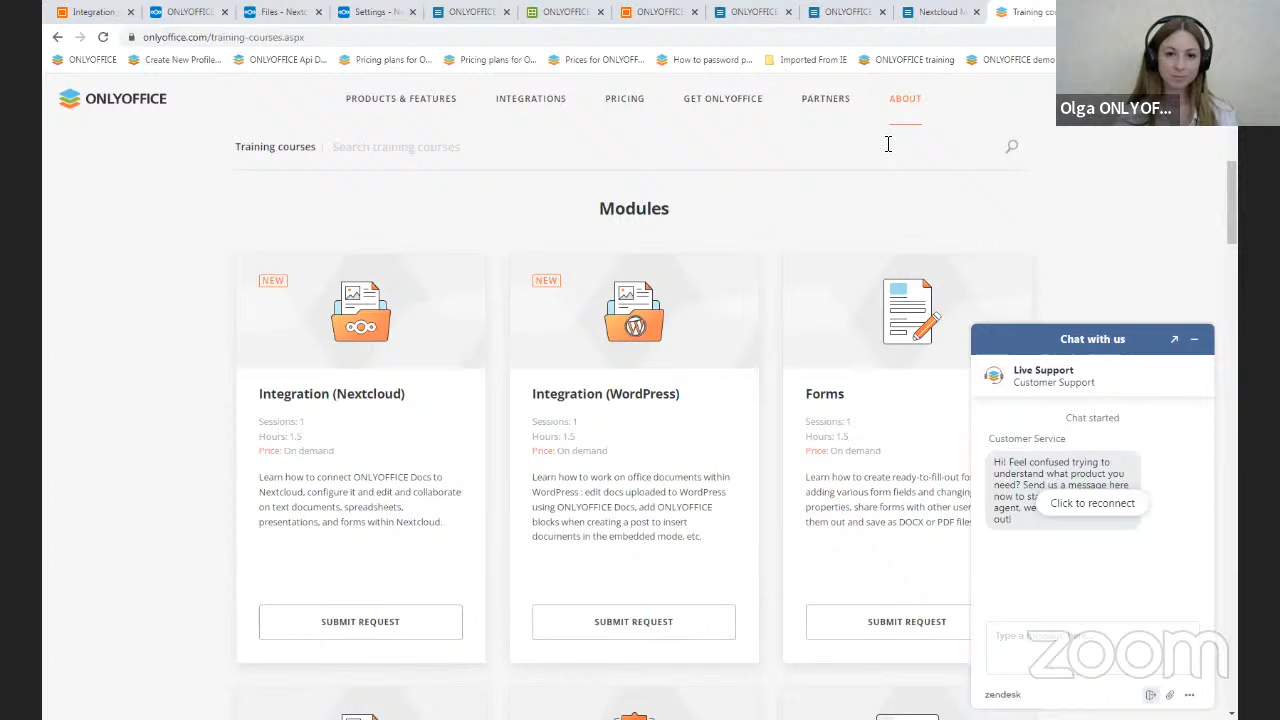 Integration
ONLYOFFICE
Files - Nextc
Settings - N
ONLYOFFICE
ONLYOFFICE
ONLYOFFICE
ONLYOFFICE
ONLYOFFICE
Nextcloud M
Training co
onlyoffice.com/training-courses.aspx
ONLYOFFICE
Create New Profile...
ONLYOFFICE Api D...
Pricing plans for O...
Pricing plans for O...
Prices for ONLYOFF...
How to password p...
Imported From IE
ONLYOFFICE training
ONLYOFFICE demo
Olga ONLYOF...
ONLYOFFICE
PRODUCTS & FEATURES
INTEGRATIONS
PRICING
GET ONLYOFFICE
PARTNERS
ABOUT
Training courses
Search training courses
Modules
NEW
Integration (Nextcloud)
Sessions: 1
Hours: 1.5
Price: On demand
Learn how to connect ONLYOFFICE Docs to
Nextcloud, configure it and edit and collaborate
on text documents, spreadsheets,
presentations, and forms within Nextcloud.
SUBMIT REQUEST
NEW
Integration (WordPress)
Sessions: 1
Hours: 1.5
Price: On demand
Learn how to work on office documents within
WordPress : edit docs uploaded to WordPress
using ONLYOFFICE Docs, add ONLYOFFICE
blocks when creating a post to insert
documents in the embedded mode, etc.
SUBMIT REQUEST
Forms
Sessions: 1
Hours: 1.5
Price: On demand
Learn how to create ready-to-fill-out fo
adding various form fields and changin
properties, share forms with other user
them out and save as DOCX or PDF files
SUBMIT REQUEST
Chat with us
Live Support
Customer Support
Chat started
Customer Service
Hi! Feel confused trying to
understand what product you
need? Send us a message here
now to sta
agent, we
out!
Click to reconnect
Type a message here
zoom
zendesk